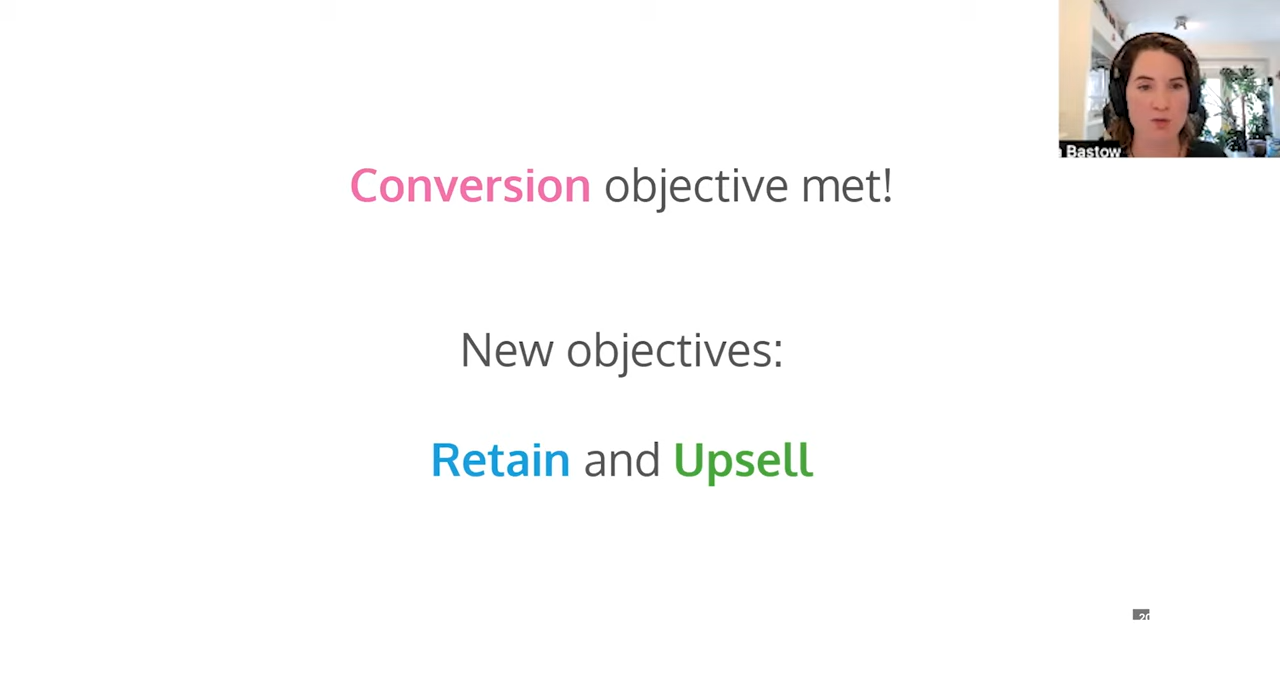 Bastow
Conversion objective met!
New objectives:
Retain and Upsell